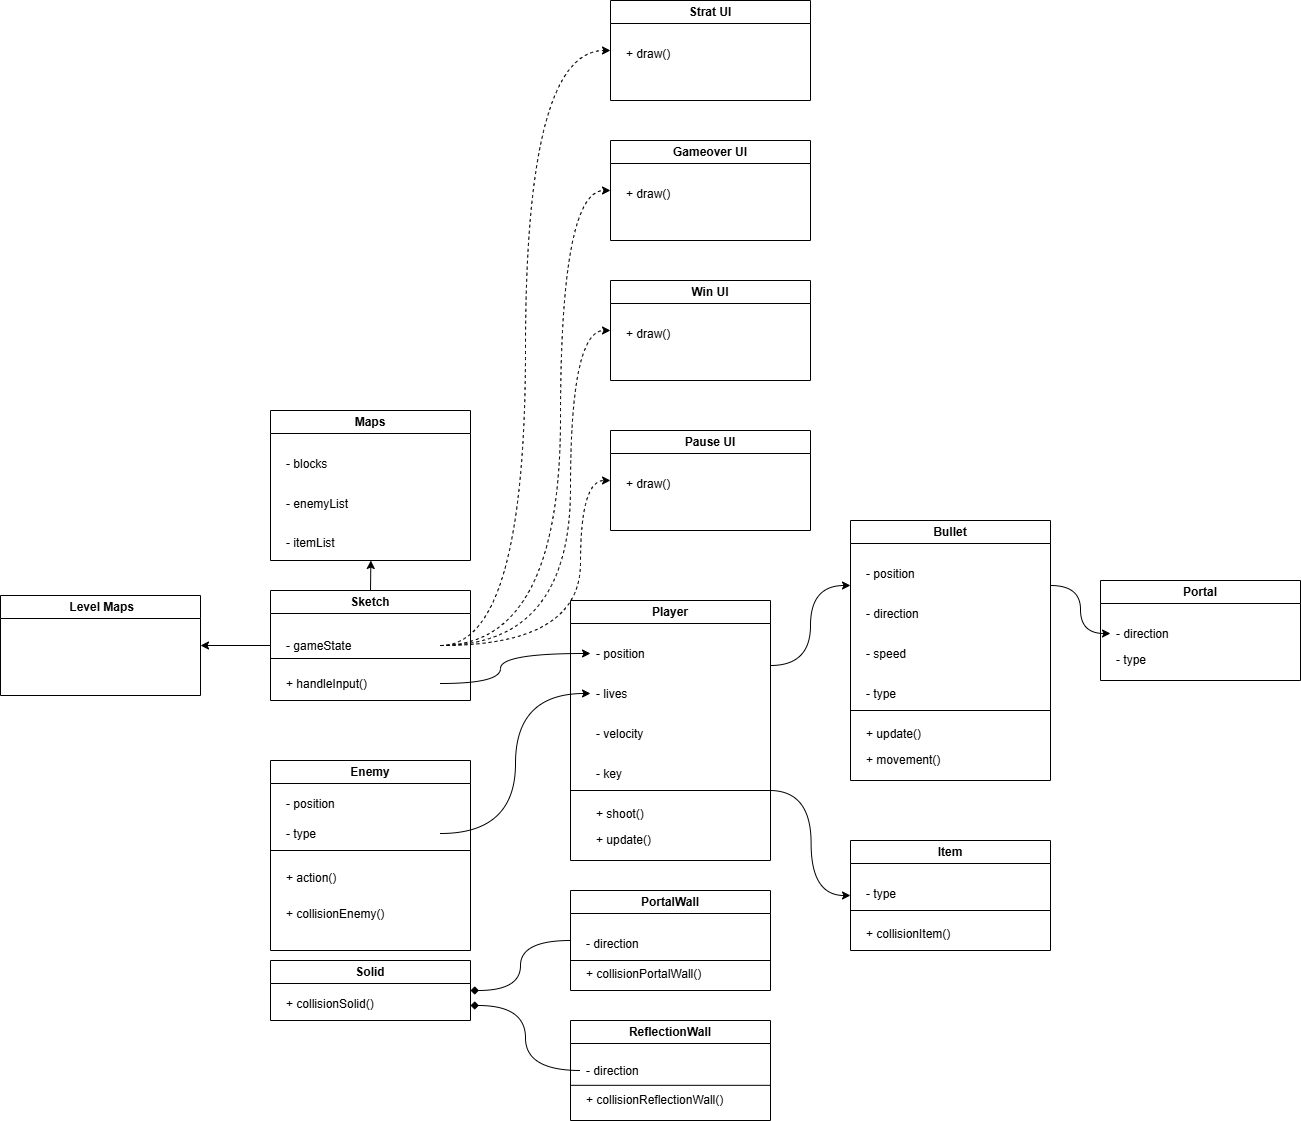 Strat UI
+ draw()
Gameover UI
+ draw()
Win UI
+ draw()
Maps
- blocks
- enemyList
- itemList
Pause UI
+ draw()
Level Maps
Sketch
- gameState
+ handleInput()
Player
- position
- lives
- velocity
- key
+ shoot()
+ update()
Bullet
- position
- direction
- speed
- type
+ update()
+ movement()
Portal
- direction
- type
Enemy
- position
- type
+ action()
+ collisionEnemy()
Item
- type
+ collisionItem()
Solid
+ collisionSolid()
PortalWall
- direction
+ collisionPortalWall()
ReflectionWall
- direction
+ collisionReflectionWall()